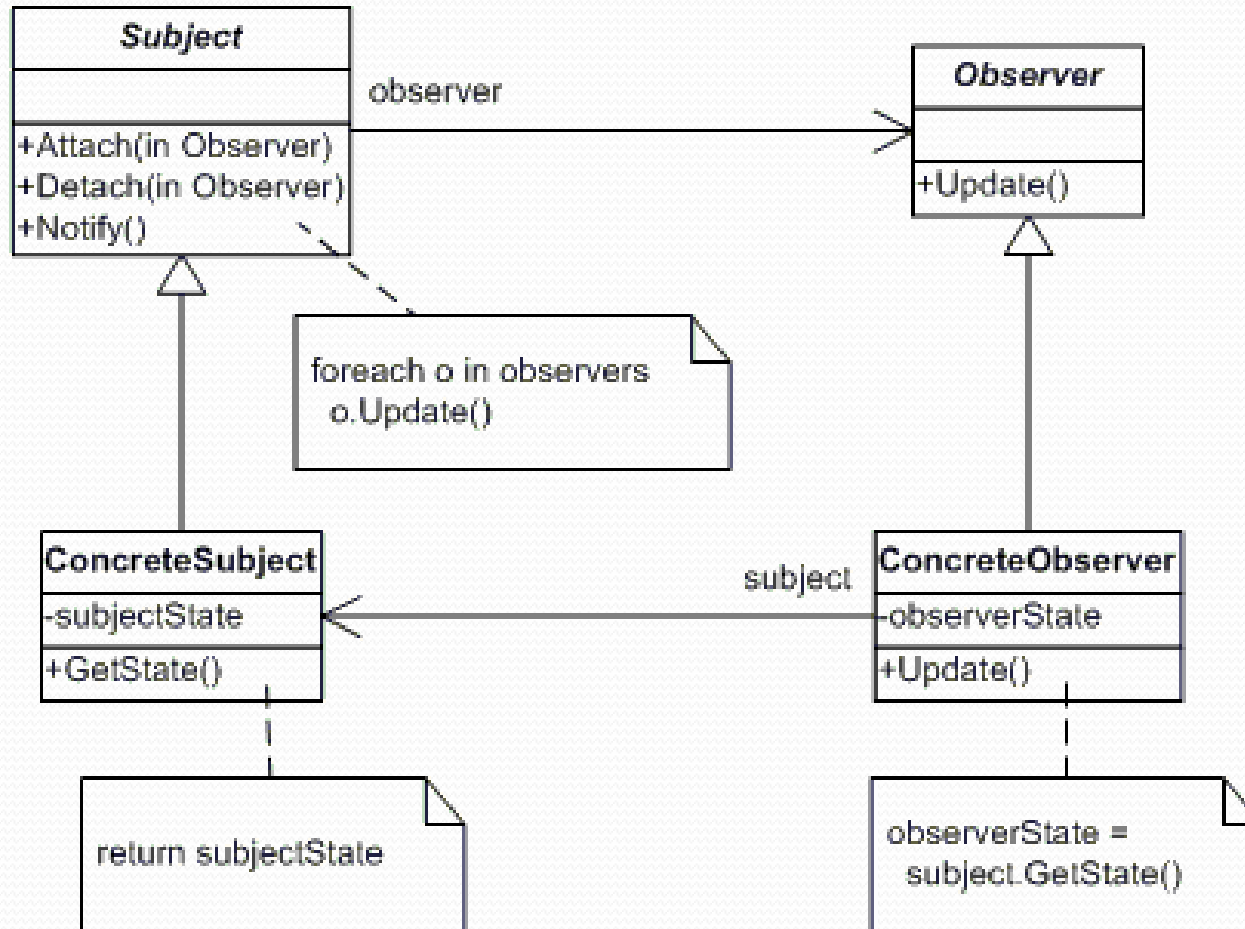 Subject
+Attach(in Observer)
+Detach(in Observer)
+Notify()
observer
Observer
+Update()
foreach o in observers
o.Update()
ConcreteSubject
-subjectState
+GetState()
subject
ConcreteObserver
-observerState
+Update()
return subjectState
observerState =
subject.GetState()